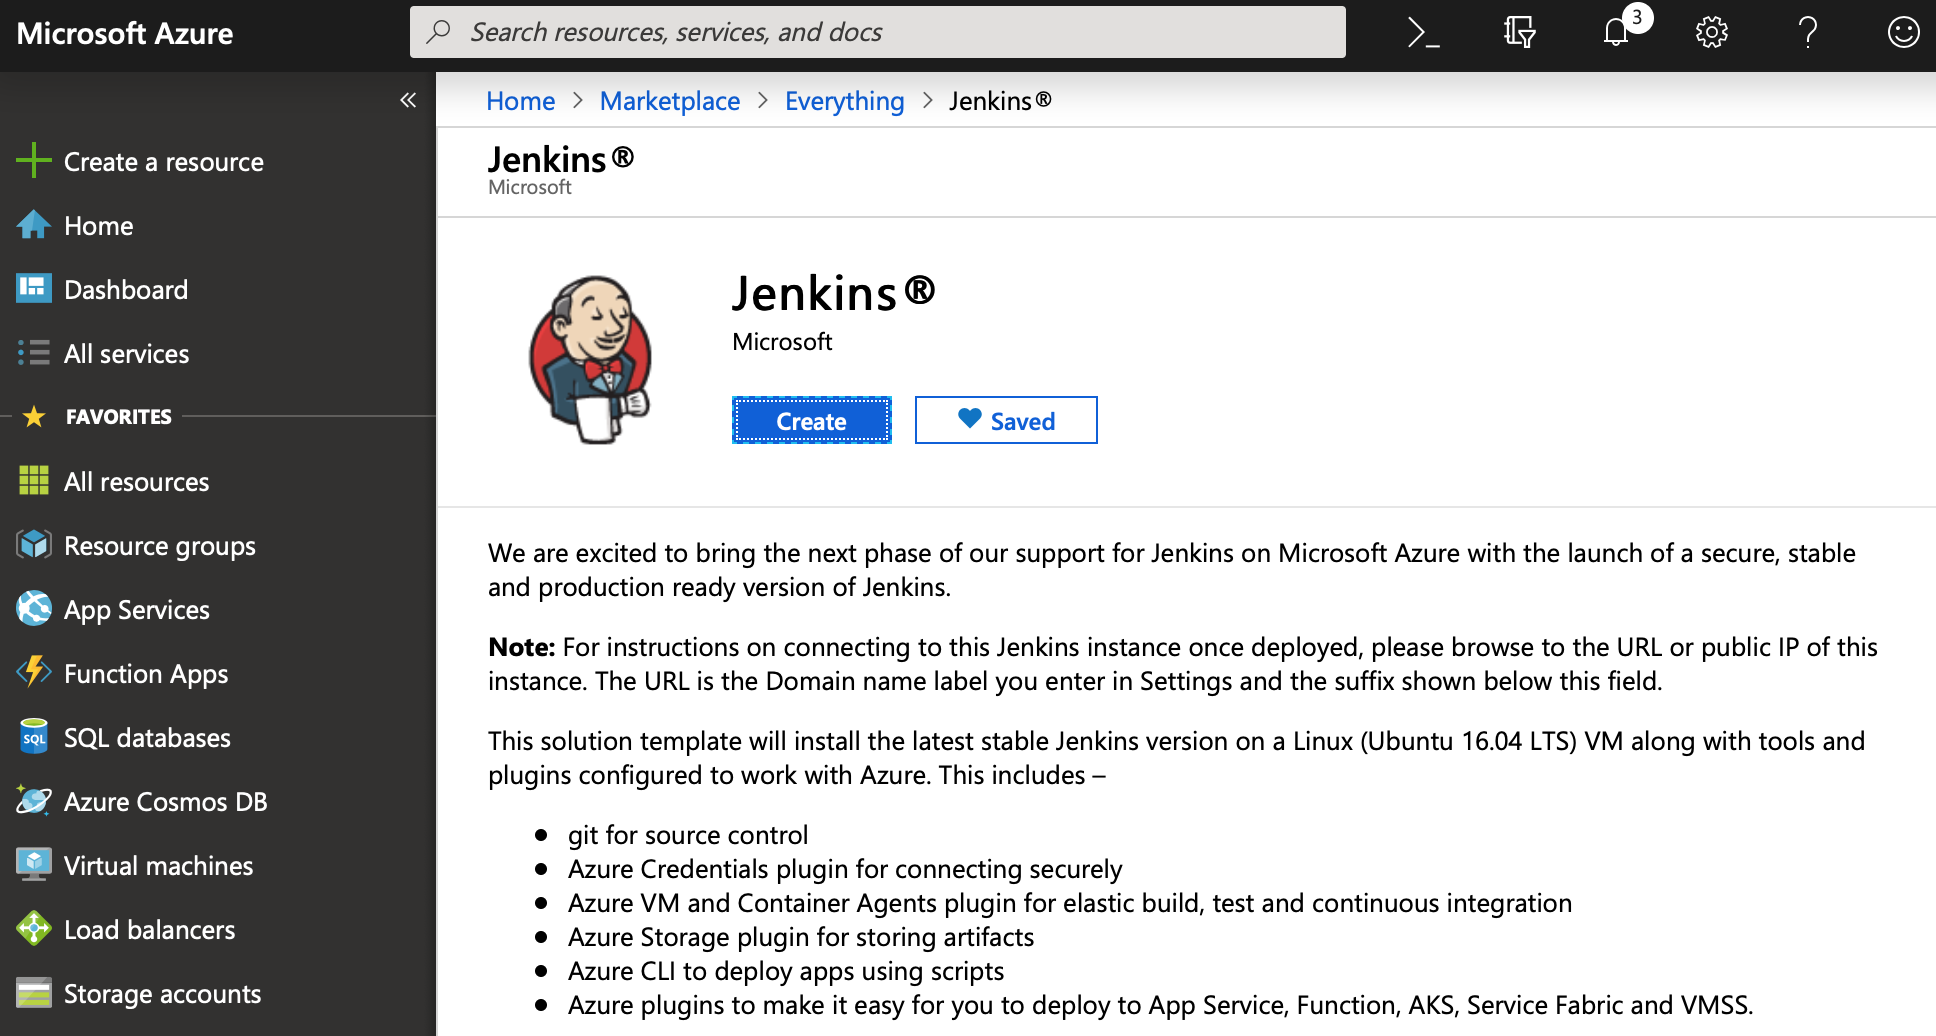 Microsoft Azure
Search resources, services, and docs
3
Home > Marketplace > Everything > Jenkins®
Jenkins®
Microsoft
Create a resource
Home
Dashboard
All services
FAVORITES
All resources
Resource groups
App Services
Function Apps
SQL
SQL databases
Azure Cosmos DB
Virtual machines
Load balancers
Storage accounts
Jenkins®
Microsoft
Create
Saved
We are excited to bring the next phase of our support for Jenkins on Microsoft Azure with the launch of a secure, stable
and production ready version of Jenkins.
Note: For instructions on connecting to this Jenkins instance once deployed, please browse to the URL or public IP of this
instance. The URL is the Domain name label you enter in Settings and the suffix shown below this field.
This solution template will install the latest stable Jenkins version on a Linux (Ubuntu 16.04 LTS) VM along with tools and
plugins configured to work with Azure. This includes –
• git for source control
• Azure Credentials plugin for connecting securely
• Azure VM and Container Agents plugin for elastic build, test and continuous integration
• Azure Storage plugin for storing artifacts
• Azure CLI to deploy apps using scripts
• Azure plugins to make it easy for you to deploy to App Service, Function, AKS, Service Fabric and VMSS.